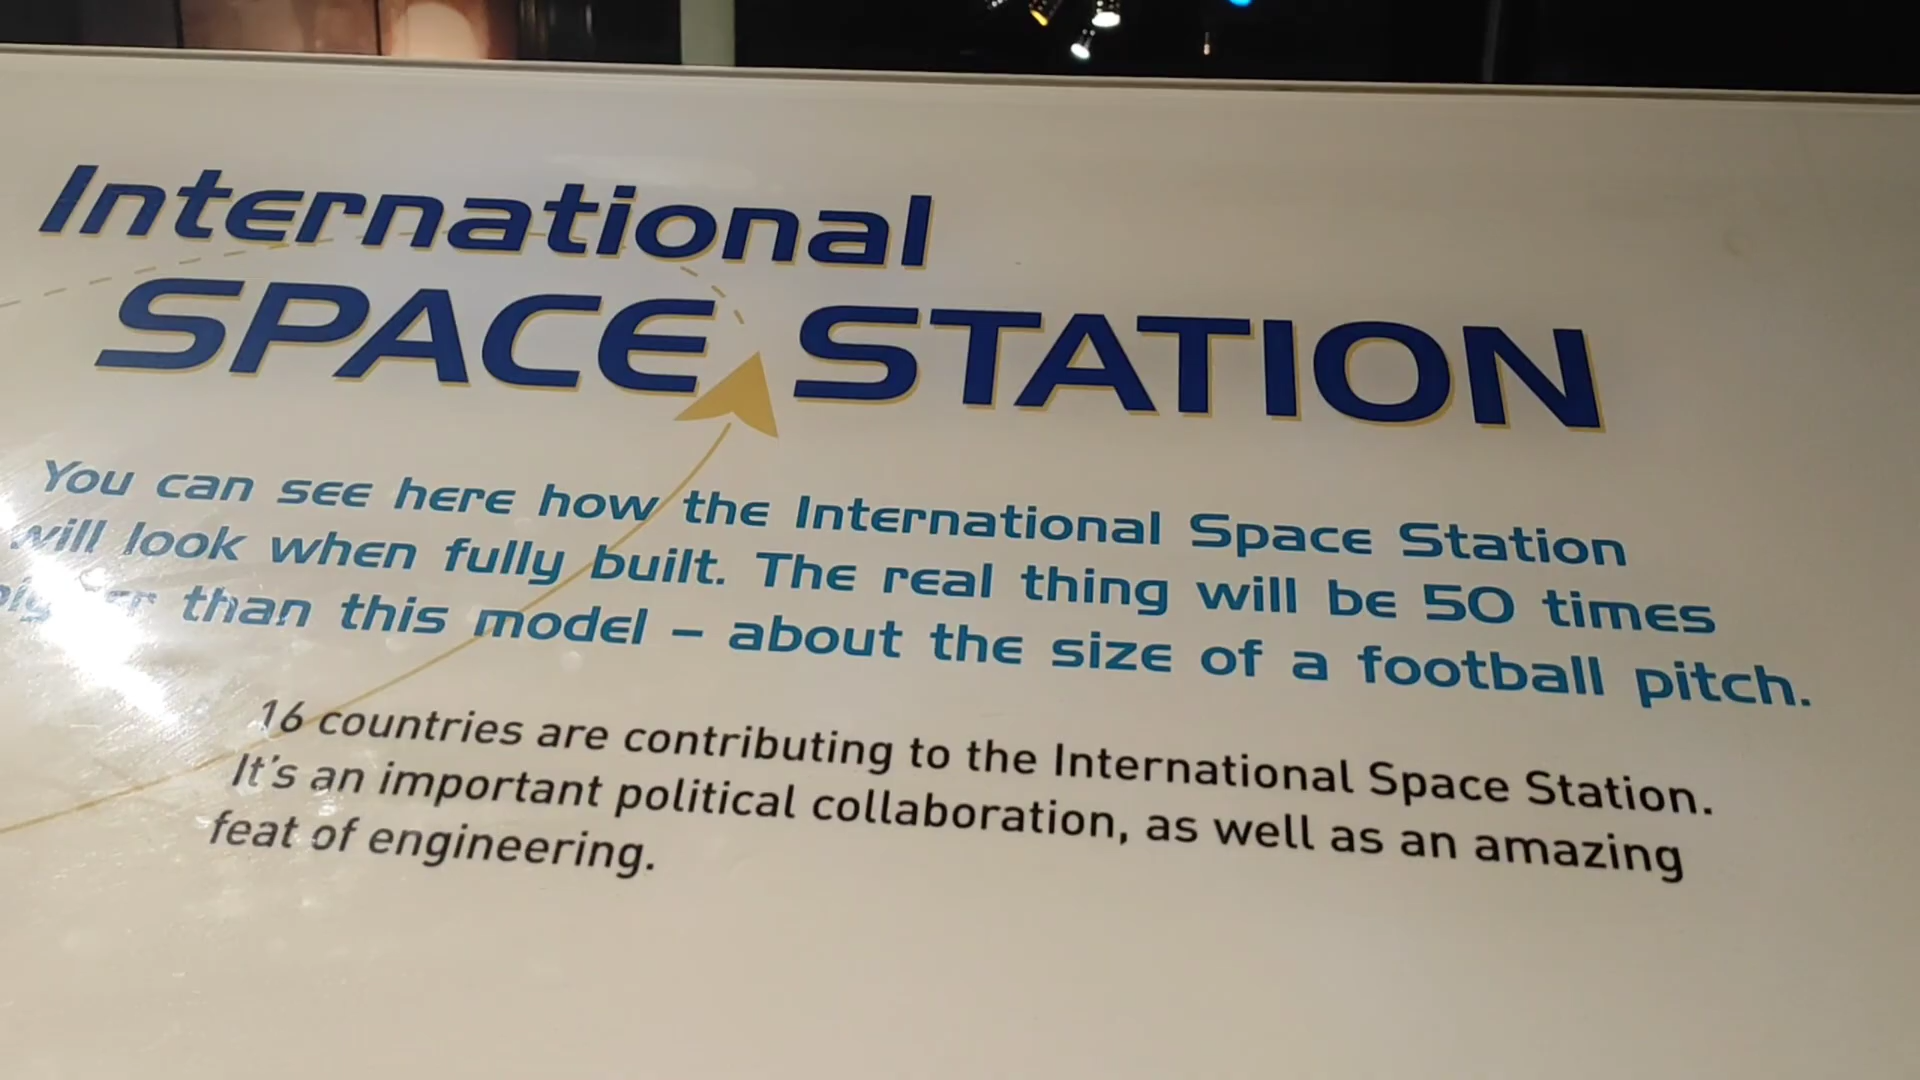 International
SPACE STATION
You can see here how the International Space Station
will look when fully built. The real thing will be 50 times
than this model – about the size of a football pitch.
16 countries are contributing to the International Space Station.
It's an important political collaboration, as well as an amazing
feat of engineering.